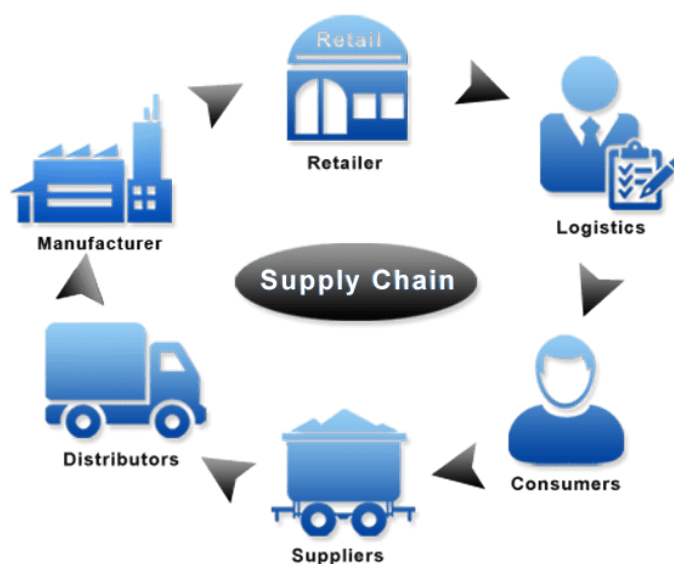 Retail
Retailer
Logistics
Manufacturer
Supply Chain
Consumers
Distributors
Suppliers